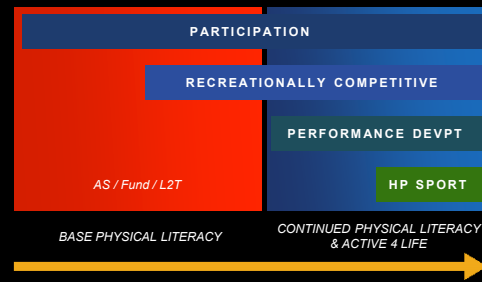 PARTICIPATION
RECREATIONALLY COMPETITIVE
PERFORMANCE DEVPT
AS / Fund / L2T
HP SPORT
BASE PHYSICAL LITERACY
CONTINUED PHYSICAL LITERACY
& ACTIVE 4 LIFE